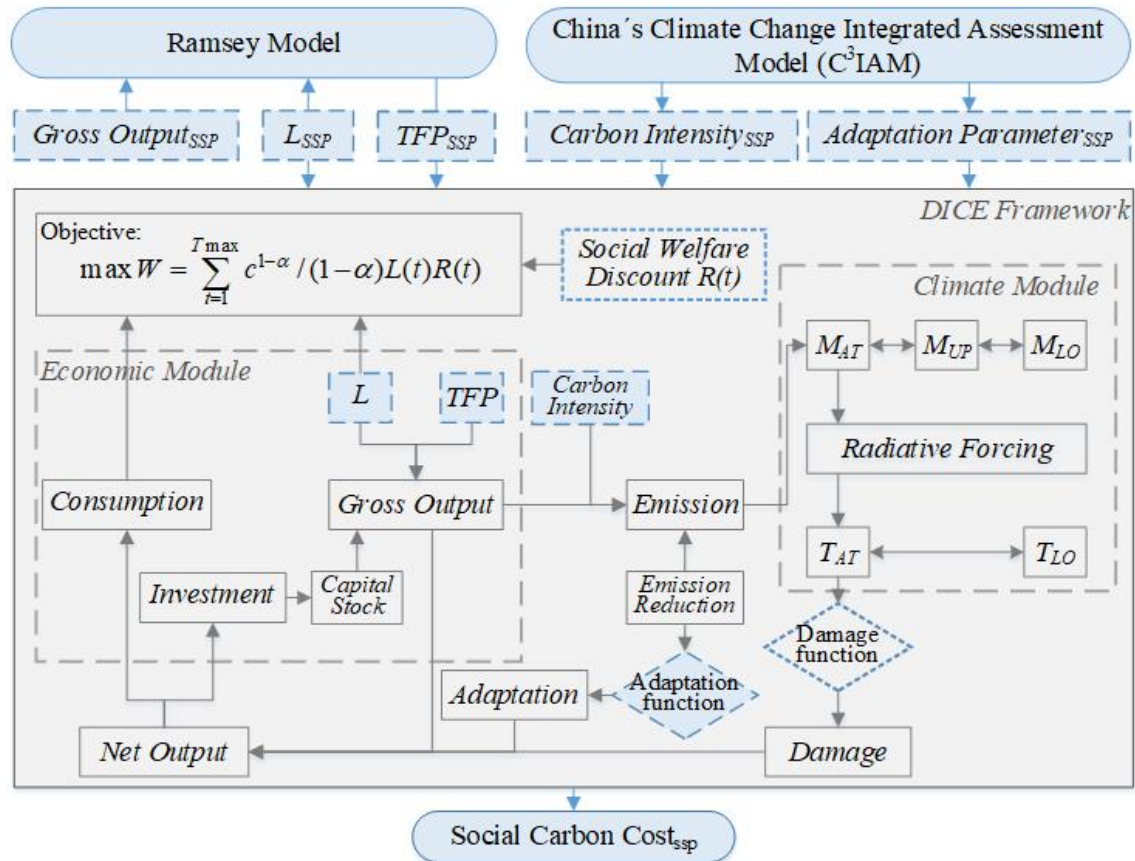 Ramsey Model
China´s Climate Change Integrated Assessment
Model (C³IAM)
Gross Output_SSP
L_SSP
TFP_SSP
Carbon Intensity_SSP
Adaptation Parameter_SSP
DICE Framework
Objective:
max W = ∑_{t=1}^{T max} c^{1−α} / (1−α)L(t)R(t)
Social Welfare
Discount R(t)
Climate Module
M_AT
M_UP
M_LO
Economic Module
L
TFP
Carbon
Intensity
Radiative Forcing
Consumption
Gross Output
Emission
T_AT
T_LO
Investment
Capital
Stock
Emission
Reduction
Damage
function
Adaptation
Adaptation
function
Net Output
Damage
Social Carbon Cost_ssp